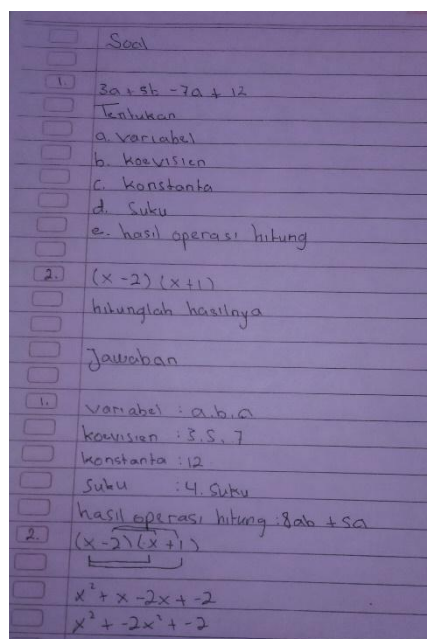 Soal
1. 3a + 5b - 7a + 12
Tentukan
a. variabel
b. koevisien
c. konstanta
d. Suku
e. hasil operasi hitung
2. (x - 2) (x + 1)
hitunglah hasilnya
Jawaban
1. variabel : a. b. a
koevisien : 3. 5. 7
konstanta : 12
Suku : 4. Suku
hasil operasi hitung : 8ab + 5a
2. (x - 2) (x + 1)
x² + x - 2x + -2
x² + -2x² + -2